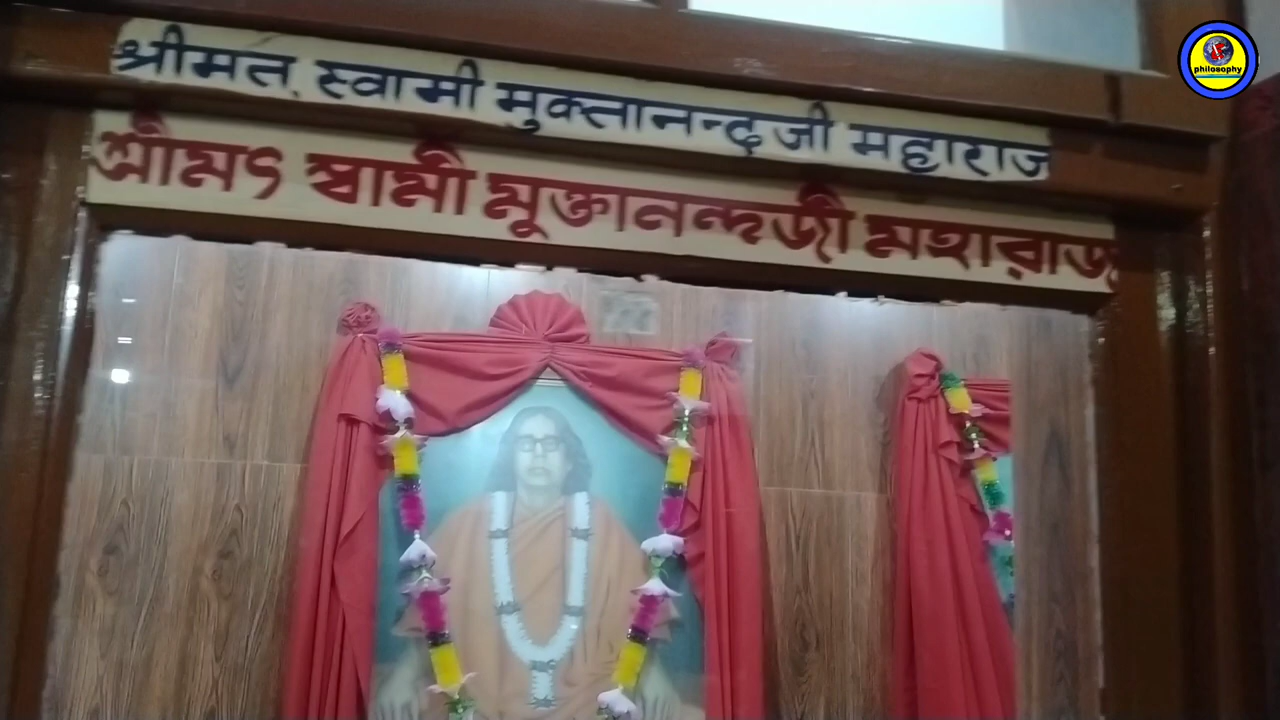 श्रीमत् स्वामी मुक्तानन्दजी महाराज
শ্রীমৎ স্বামী মুক্তানন্দজী মহারাজ
philosophy